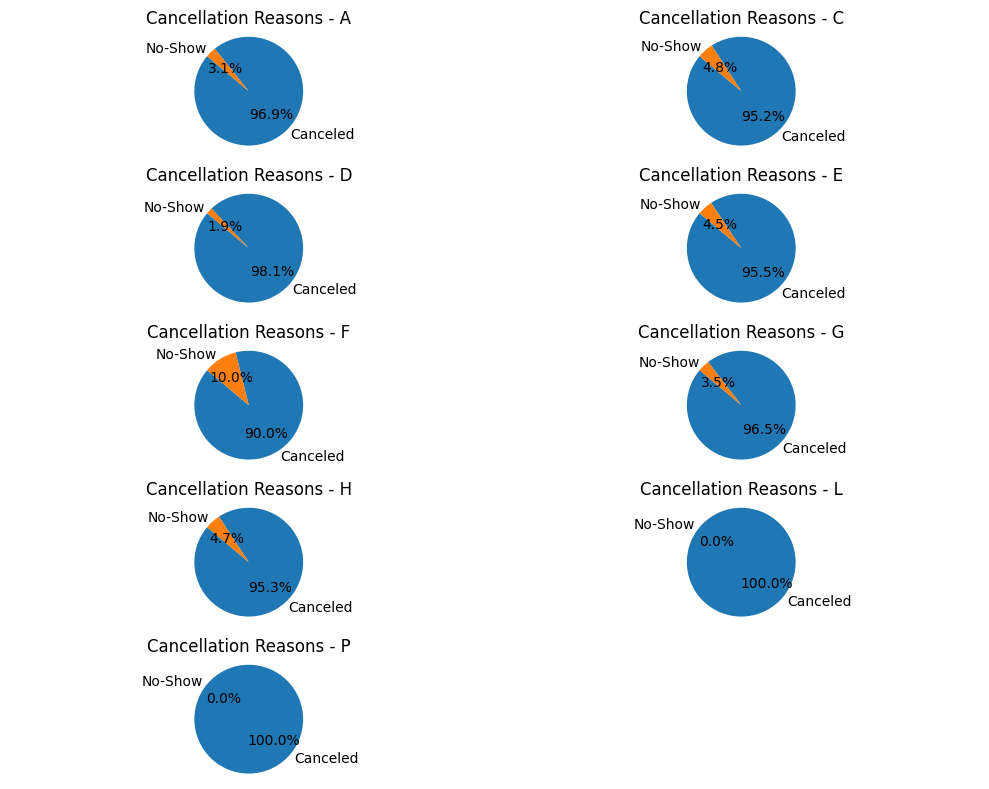 Cancellation Reasons - A
No-Show
3.1%
96.9%
Canceled
Cancellation Reasons - C
No-Show
4.8%
95.2%
Canceled
Cancellation Reasons - D
No-Show
1.9%
98.1%
Canceled
Cancellation Reasons - E
No-Show
4.5%
95.5%
Canceled
Cancellation Reasons - F
No-Show
10.0%
90.0%
Canceled
Cancellation Reasons - G
No-Show
3.5%
96.5%
Canceled
Cancellation Reasons - H
No-Show
4.7%
95.3%
Canceled
Cancellation Reasons - L
No-Show
0.0%
100.0%
Canceled
Cancellation Reasons - P
No-Show
0.0%
100.0%
Canceled